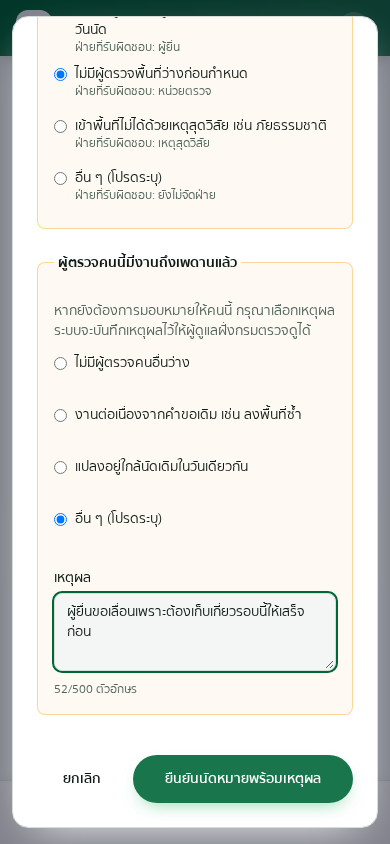 วันนัด
ฝ่ายที่รับผิดชอบ: ผู้ยื่น
ไม่มีผู้ตรวจพื้นที่ว่างก่อนกำหนด
ฝ่ายที่รับผิดชอบ: หน่วยตรวจ
เข้าพื้นที่ไม่ได้ด้วยเหตุสุดวิสัย เช่น ภัยธรรมชาติ
ฝ่ายที่รับผิดชอบ: เหตุสุดวิสัย
อื่น ๆ (โปรดระบุ)
ฝ่ายที่รับผิดชอบ: ยังไม่จัดฝ่าย
ผู้ตรวจคนนี้มีงานถึงเพดานแล้ว
หากยังต้องการมอบหมายให้คนนี้ กรุณาเลือกเหตุผล
ระบบจะบันทึกเหตุผลไว้ให้ผู้ดูแลฝั่งกรมตรวจดูได้
ไม่มีผู้ตรวจคนอื่นว่าง
งานต่อเนื่องจากคำขอเดิม เช่น ลงพื้นที่ซ้ำ
แปลงอยู่ใกล้นัดเดิมในวันเดียวกัน
อื่น ๆ (โปรดระบุ)
เหตุผล
ผู้ยื่นขอเลื่อนเพราะต้องเก็บเกี่ยวรอบนี้ให้เสร็จ
ก่อน
52/500 ตัวอักษร
ยกเลิก
ยืนยันนัดหมายพร้อมเหตุผล